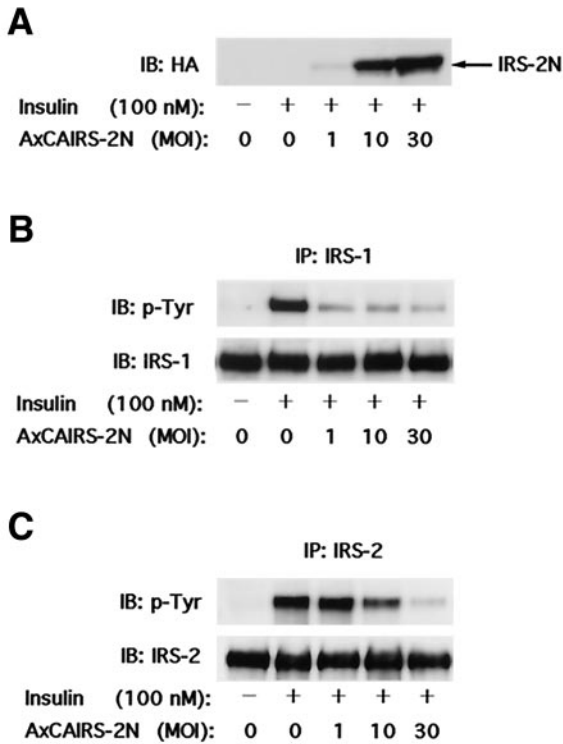 A
IB: HA
IRS-2N
Insulin (100 nM): − + + + +
AxCAIRS-2N (MOI): 0 0 1 10 30
B
IP: IRS-1
IB: p-Tyr
IB: IRS-1
Insulin (100 nM): − + + + +
AxCAIRS-2N (MOI): 0 0 1 10 30
C
IP: IRS-2
IB: p-Tyr
IB: IRS-2
Insulin (100 nM): − + + + +
AxCAIRS-2N (MOI): 0 0 1 10 30